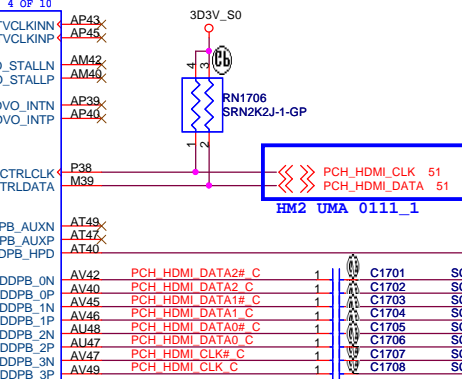 4 OF 10
3D3V_S0
TVCLKINN AP43
TVCLKINP AP45
O_STALLN AM42
O_STALLP AM40
4 3
RN1706
SRN2K2J-1-GP
OVO_INTN AP39
OVO_INTP AP40
1 2
CTRLCLK P38
PCH_HDMI_CLK 51
TRLDATA M39
PCH_HDMI_DATA 51
HM2 UMA 0111_1
PB_AUXN AT49
PB_AUXP AT47
DPB_HPD AT40
DDPB_0N AV42 PCH_HDMI_DATA2#_C 1 C1701
DDPB_0P AV40 PCH_HDMI_DATA2_C 1 C1702
DDPB_1N AV45 PCH_HDMI_DATA1#_C 1 C1703
DDPB_1P AV46 PCH_HDMI_DATA1_C 1 C1704
DDPB_2N AU48 PCH_HDMI_DATA0#_C 1 C1705
DDPB_2P AU47 PCH_HDMI_DATA0_C 1 C1706
DDPB_3N AV47 PCH_HDMI_CLK#_C 1 C1707
DDPB_3P AV49 PCH_HDMI_CLK_C 1 C1708